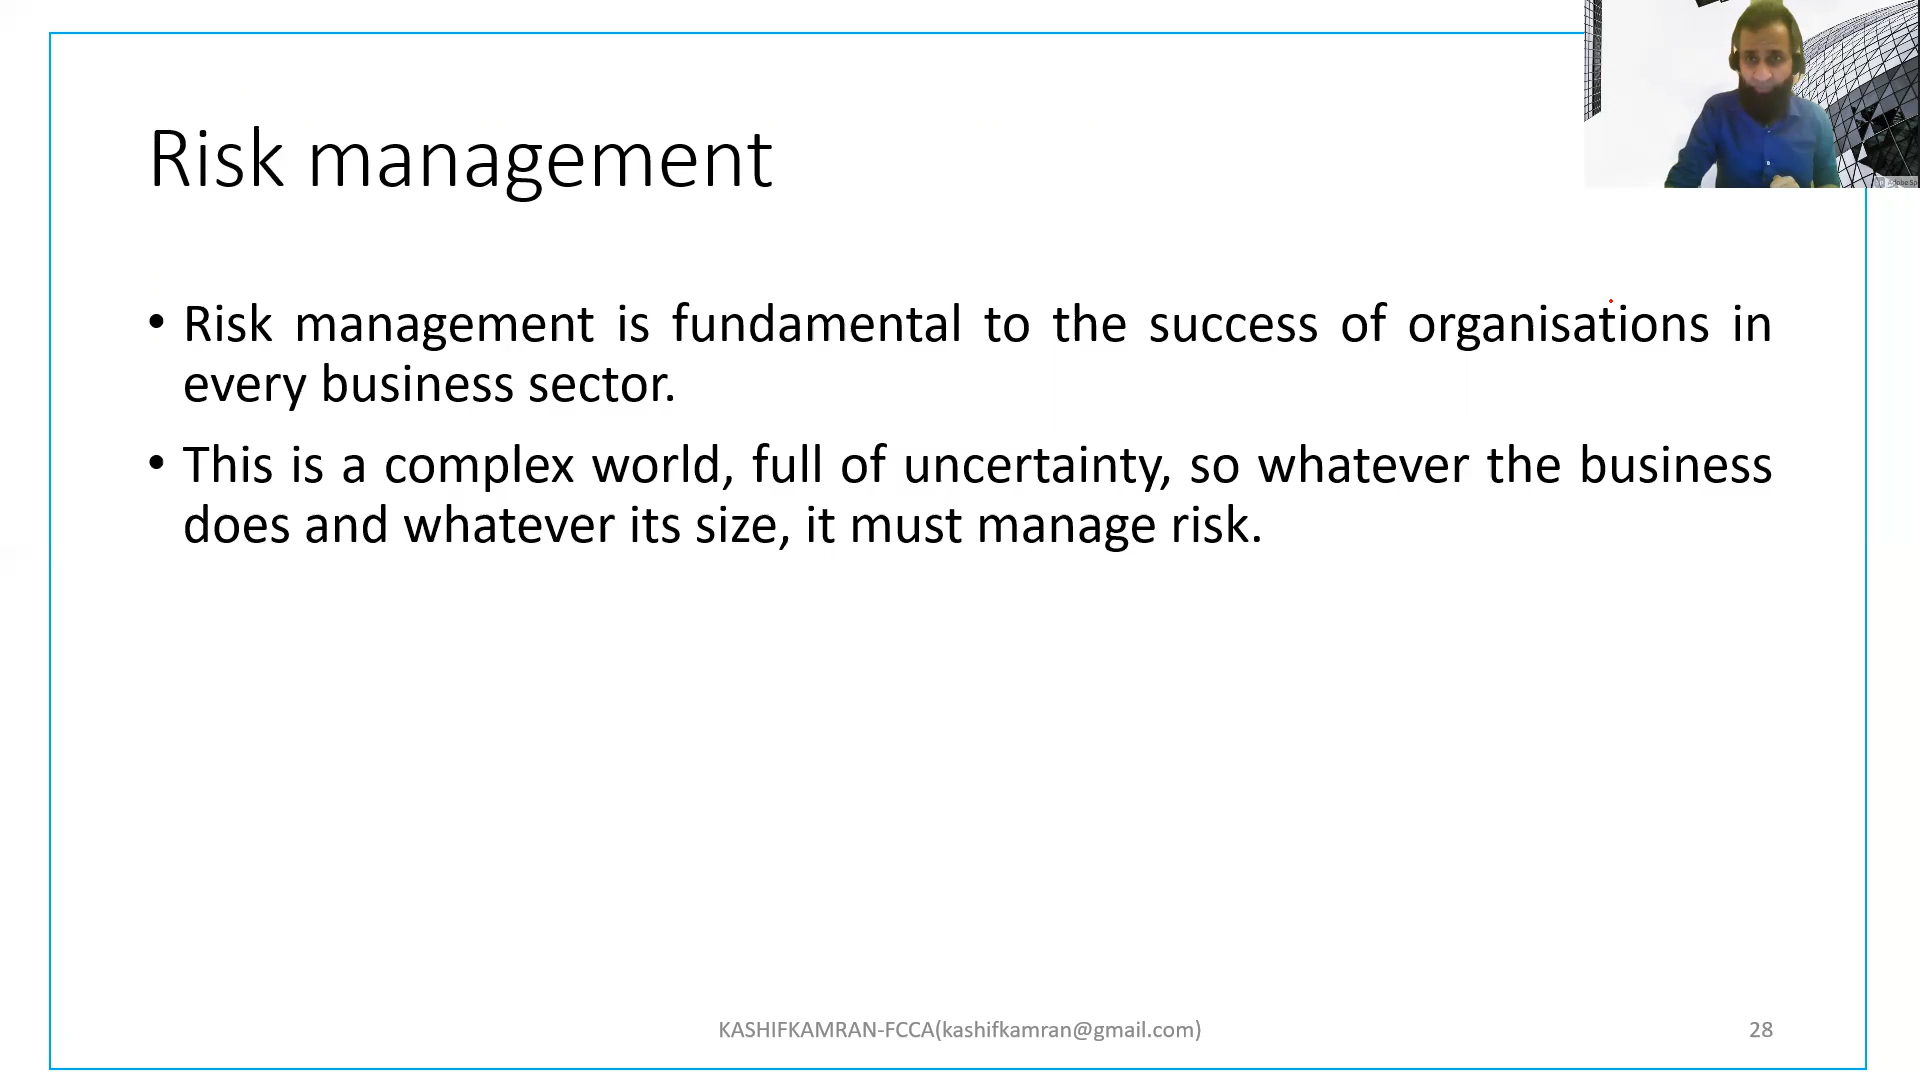 Risk management
• Risk management is fundamental to the success of organisations in
every business sector.
• This is a complex world, full of uncertainty, so whatever the business
does and whatever its size, it must manage risk.
KASHIFKAMRAN-FCCA(kashifkamran@gmail.com)
28